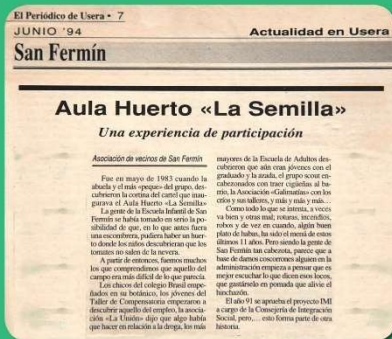 El Periódico de Usera • 7
JUNIO '94
Actualidad en Usera
San Fermín
Aula Huerto «La Semilla»
Una experiencia de participación
Asociación de vecinos de San Fermín
Fue en mayo de 1983 cuando la
abuela y el más «peque» del grupo, des-
cubrieron la cortina del cartel que inau-
gurava el Aula Huerto «La Semilla»
La gente de la Escuela Infantil de San
Fermín se había tomado en serio la po-
sibilidad de que, en lo que antes fuera
una escombrera, pudiera haber un huer-
to donde los niños descubrieran que los
tomates no salen de la nevera.
A partir de entonces, fuemos muchos
los que comprendimos que aquello del
campo era más difícil de lo que parecía.
Los chicos del colegio Brasil empe-
ñados en su botánico, los jóvenes del
Taller de Compensatoria empezaron a
descubrir aquello del empleo, la asocia-
ción «La Unión» dijo que algo había
que hacer en relación a la droga, los más
mayores de la Escuela de Adultos des-
cubrieron que aún eran jóvenes con el
graduado y la azada, el grupo scout en-
cabezonados con traer cigüeñas al ba-
rrio, la Asociación «Galimatías» con los
críos y sus talleres, y más y más y más...
Como todo lo que se intenta, a veces
va bien y otras mal; roturas, incendios,
robos y de vez en cuando, algún buen
plato de habas, ha sido el menú de estos
últimos 11 años. Pero siendo la gente de
San Fermín tan cabezota, parece que a
base de darnos coscorrones alguien en la
administración empieza a pensar que es
mejor escuchar lo que dicen esos locos,
que gantárselo en pomada que alivie el
hinchazón.
El año 91 se aprueba el proyecto IMI
a cargo de la Consejería de Integración
Social, pero,... esto forma parte de otra
historia.